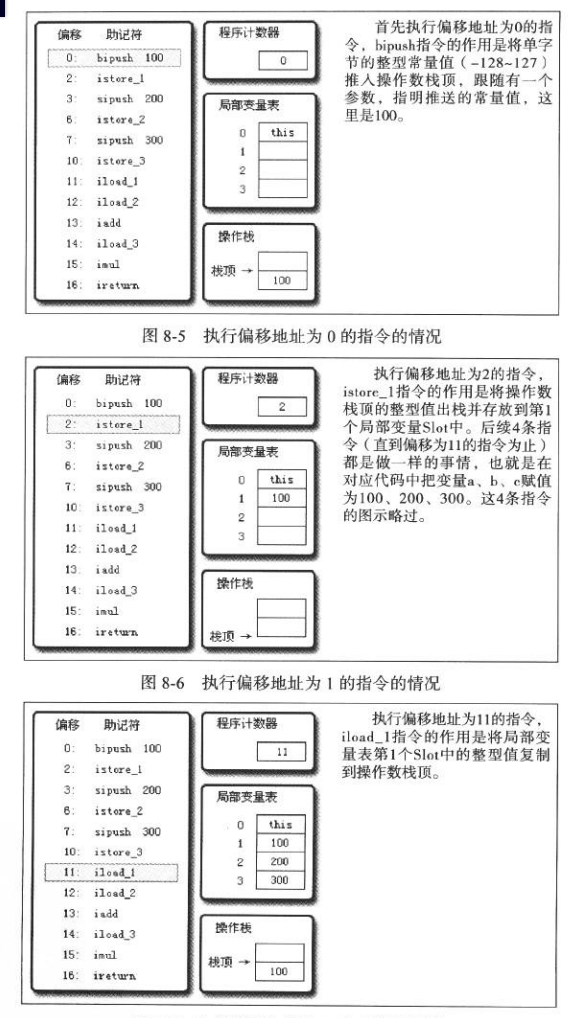 偏移 助记符
0: bipush 100
2: istore_1
3: sipush 200
6: istore_2
7: sipush 300
10: istore_3
11: iload_1
12: iload_2
13: iadd
14: iload_3
15: imul
16: ireturn
程序计数器
0
局部变量表
0 this
1
2
3
操作栈
栈顶 →
100
首先执行偏移地址为0的指
令，bipush指令的作用是将单字
节的整型常量值（-128~127）
推入操作数栈顶，跟随有一个
参数，指明推送的常量值，这
里是100。
图 8-5 执行偏移地址为 0 的指令的情况
偏移 助记符
0: bipush 100
2: istore_1
3: sipush 200
6: istore_2
7: sipush 300
10: istore_3
11: iload_1
12: iload_2
13. iadd
14: iload_3
15: imul
16: ireturn
程序计数器
2
局部变量表
0 this
1 100
2
3
操作栈
栈顶 →
执行偏移地址为2的指令，
istore_1指令的作用是将操作数
栈顶的整型值出栈并存放到第1
个局部变量Slot中。后续4条指
令（直到偏移为11的指令为止）
都是做一样的事情，也就是在
对应代码中把变量a、b、c赋值
为100、200、300。这4条指令
的图示略过。
图 8-6 执行偏移地址为 1 的指令的情况
偏移 助记符
0: bipush 100
2: istore_1
3: sipush 200
6: istore_2
7: sipush 300
10: istore_3
11: iload_1
12: iload_2
13: iadd
14: iload_3
15: imul
16: ireturn
程序计数器
11
局部变量表
0 this
1 100
2 200
3 300
操作栈
栈顶 →
100
执行偏移地址为11的指令，
iload_1指令的作用是将局部变
量表第1个Slot中的整型值复制
到操作数栈顶。